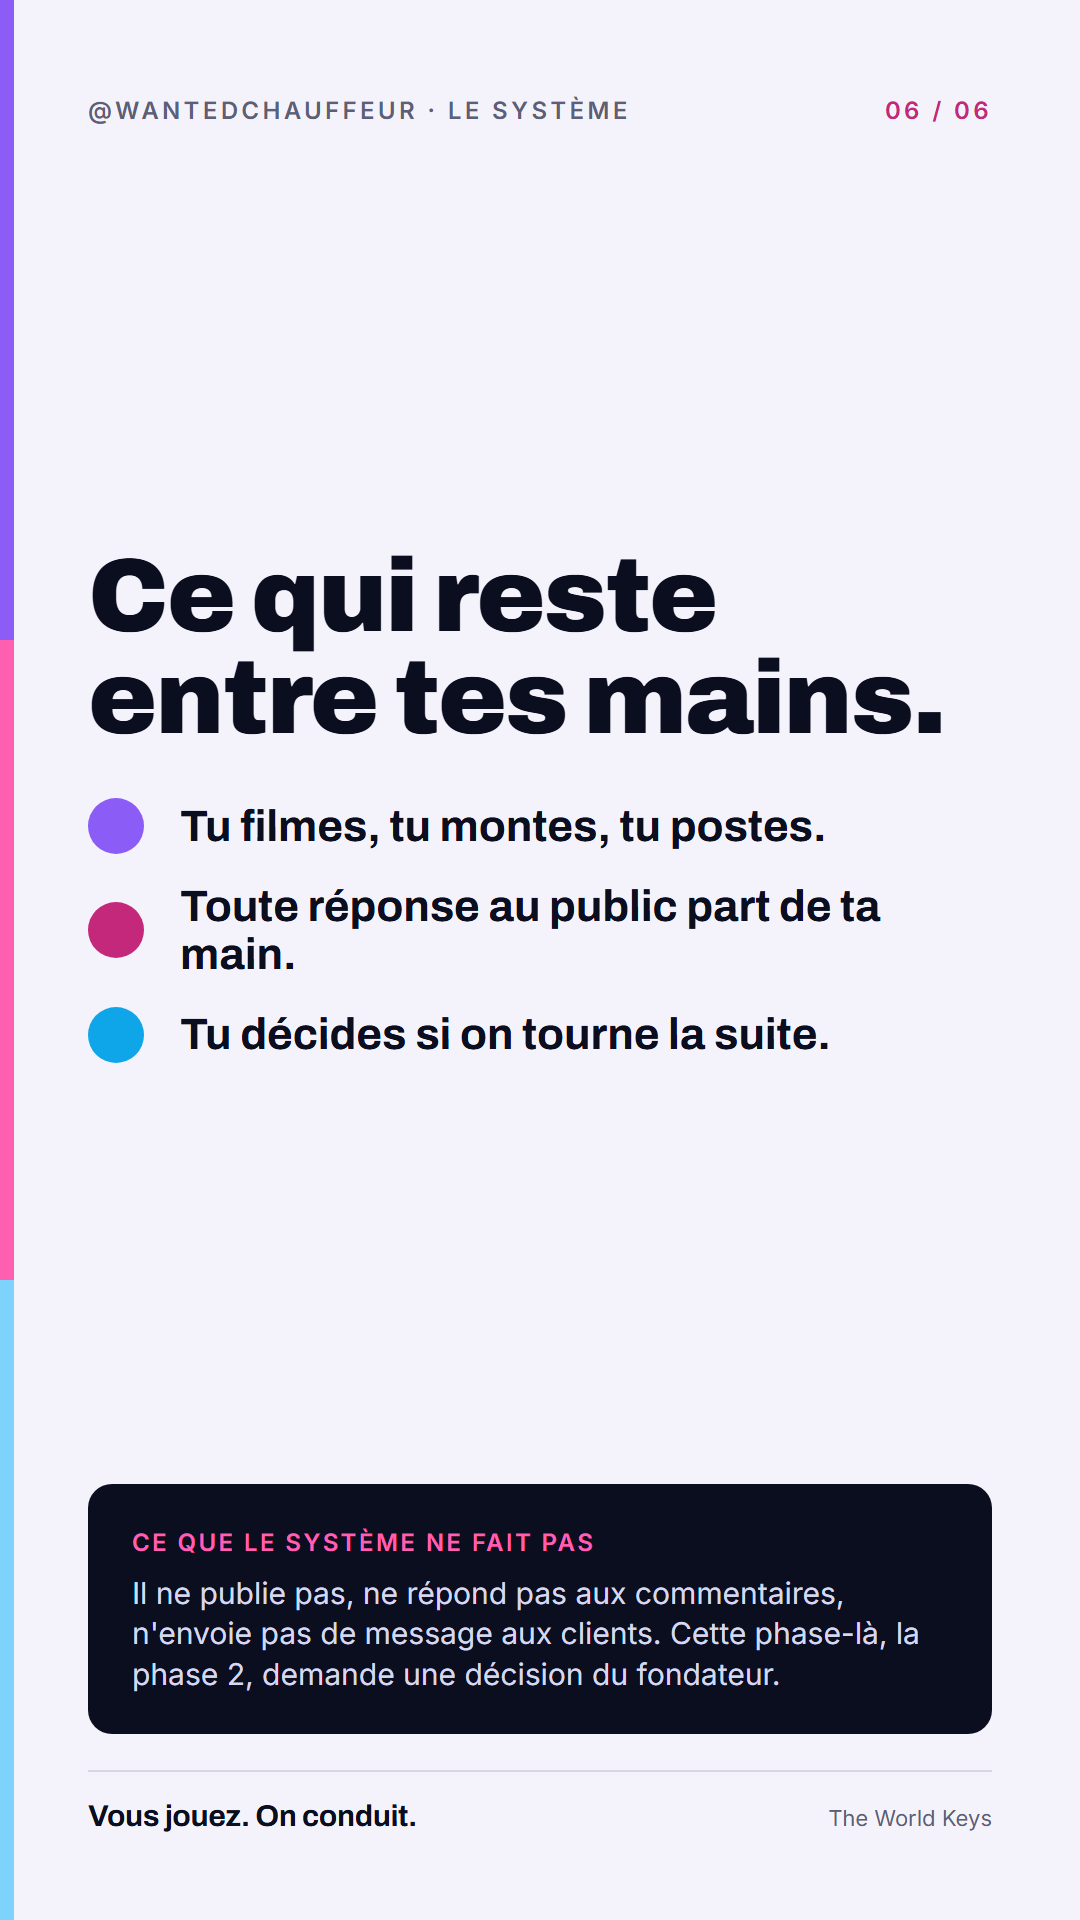 @WANTEDCHAUFFEUR · LE SYSTÈME
06 / 06
Ce qui reste
entre tes mains.
Tu filmes, tu montes, tu postes.
Toute réponse au public part de ta
main.
Tu décides si on tourne la suite.
CE QUE LE SYSTÈME NE FAIT PAS
Il ne publie pas, ne répond pas aux commentaires,
n'envoie pas de message aux clients. Cette phase-là, la
phase 2, demande une décision du fondateur.
Vous jouez. On conduit.
The World Keys